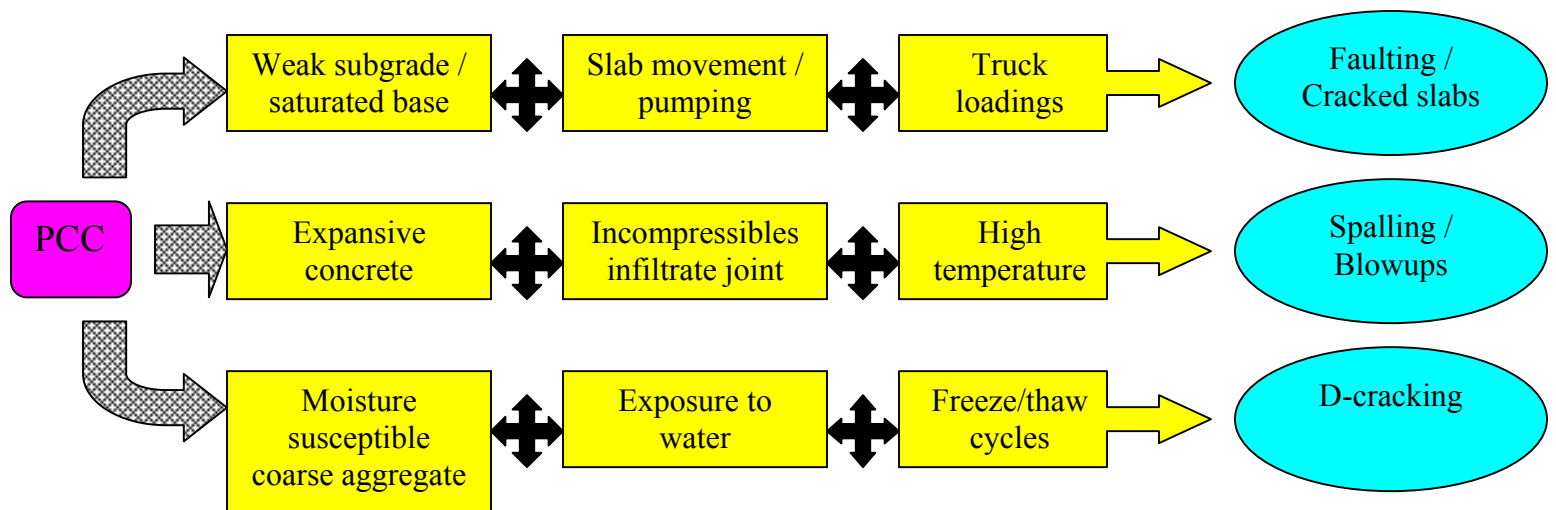 Weak subgrade /
saturated base
Slab movement /
pumping
Truck
loadings
Faulting /
Cracked slabs
PCC
Expansive
concrete
Incompressibles
infiltrate joint
High
temperature
Spalling /
Blowups
Moisture
susceptible
coarse aggregate
Exposure to
water
Freeze/thaw
cycles
D-cracking